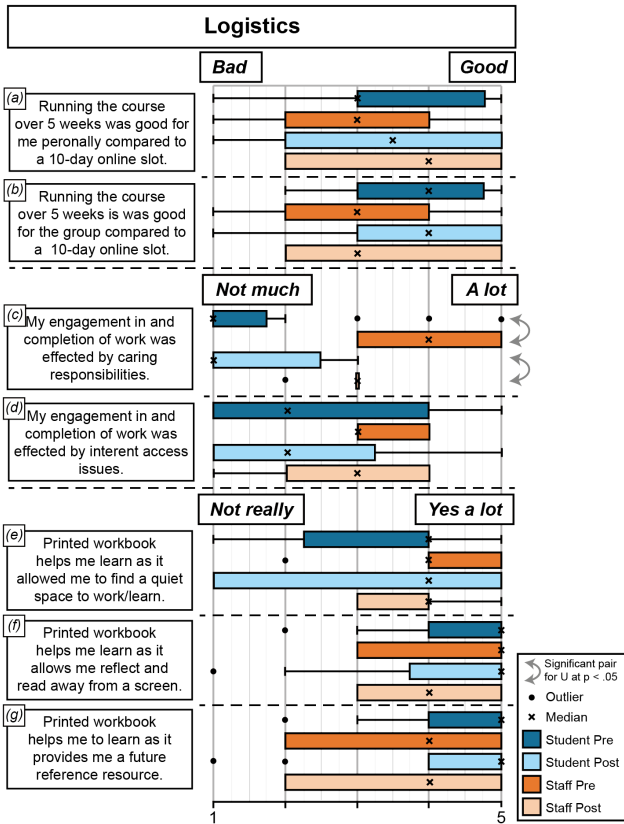 Logistics
Bad
Good
(a)
Running the course
over 5 weeks was good for
me peronally compared to
a 10-day online slot.
(b)
Running the course
over 5 weeks is was good
for the group compared to
a 10-day online slot.
Not much
A lot
(c)
My engagement in and
completion of work was
effected by caring
responsibilities.
(d)
My engagement in and
completion of work was
effected by interent access
issues.
Not really
Yes a lot
(e)
Printed workbook
helps me learn as it
allowed me to find a quiet
space to work/learn.
(f)
Printed workbook
helps me learn as it
allows me reflect and
read away from a screen.
(g)
Printed workbook
helps me to learn as it
provides me a future
reference resource.
1
5
Significant pair
for U at p < .05
Outlier
Median
Student Pre
Student Post
Staff Pre
Staff Post